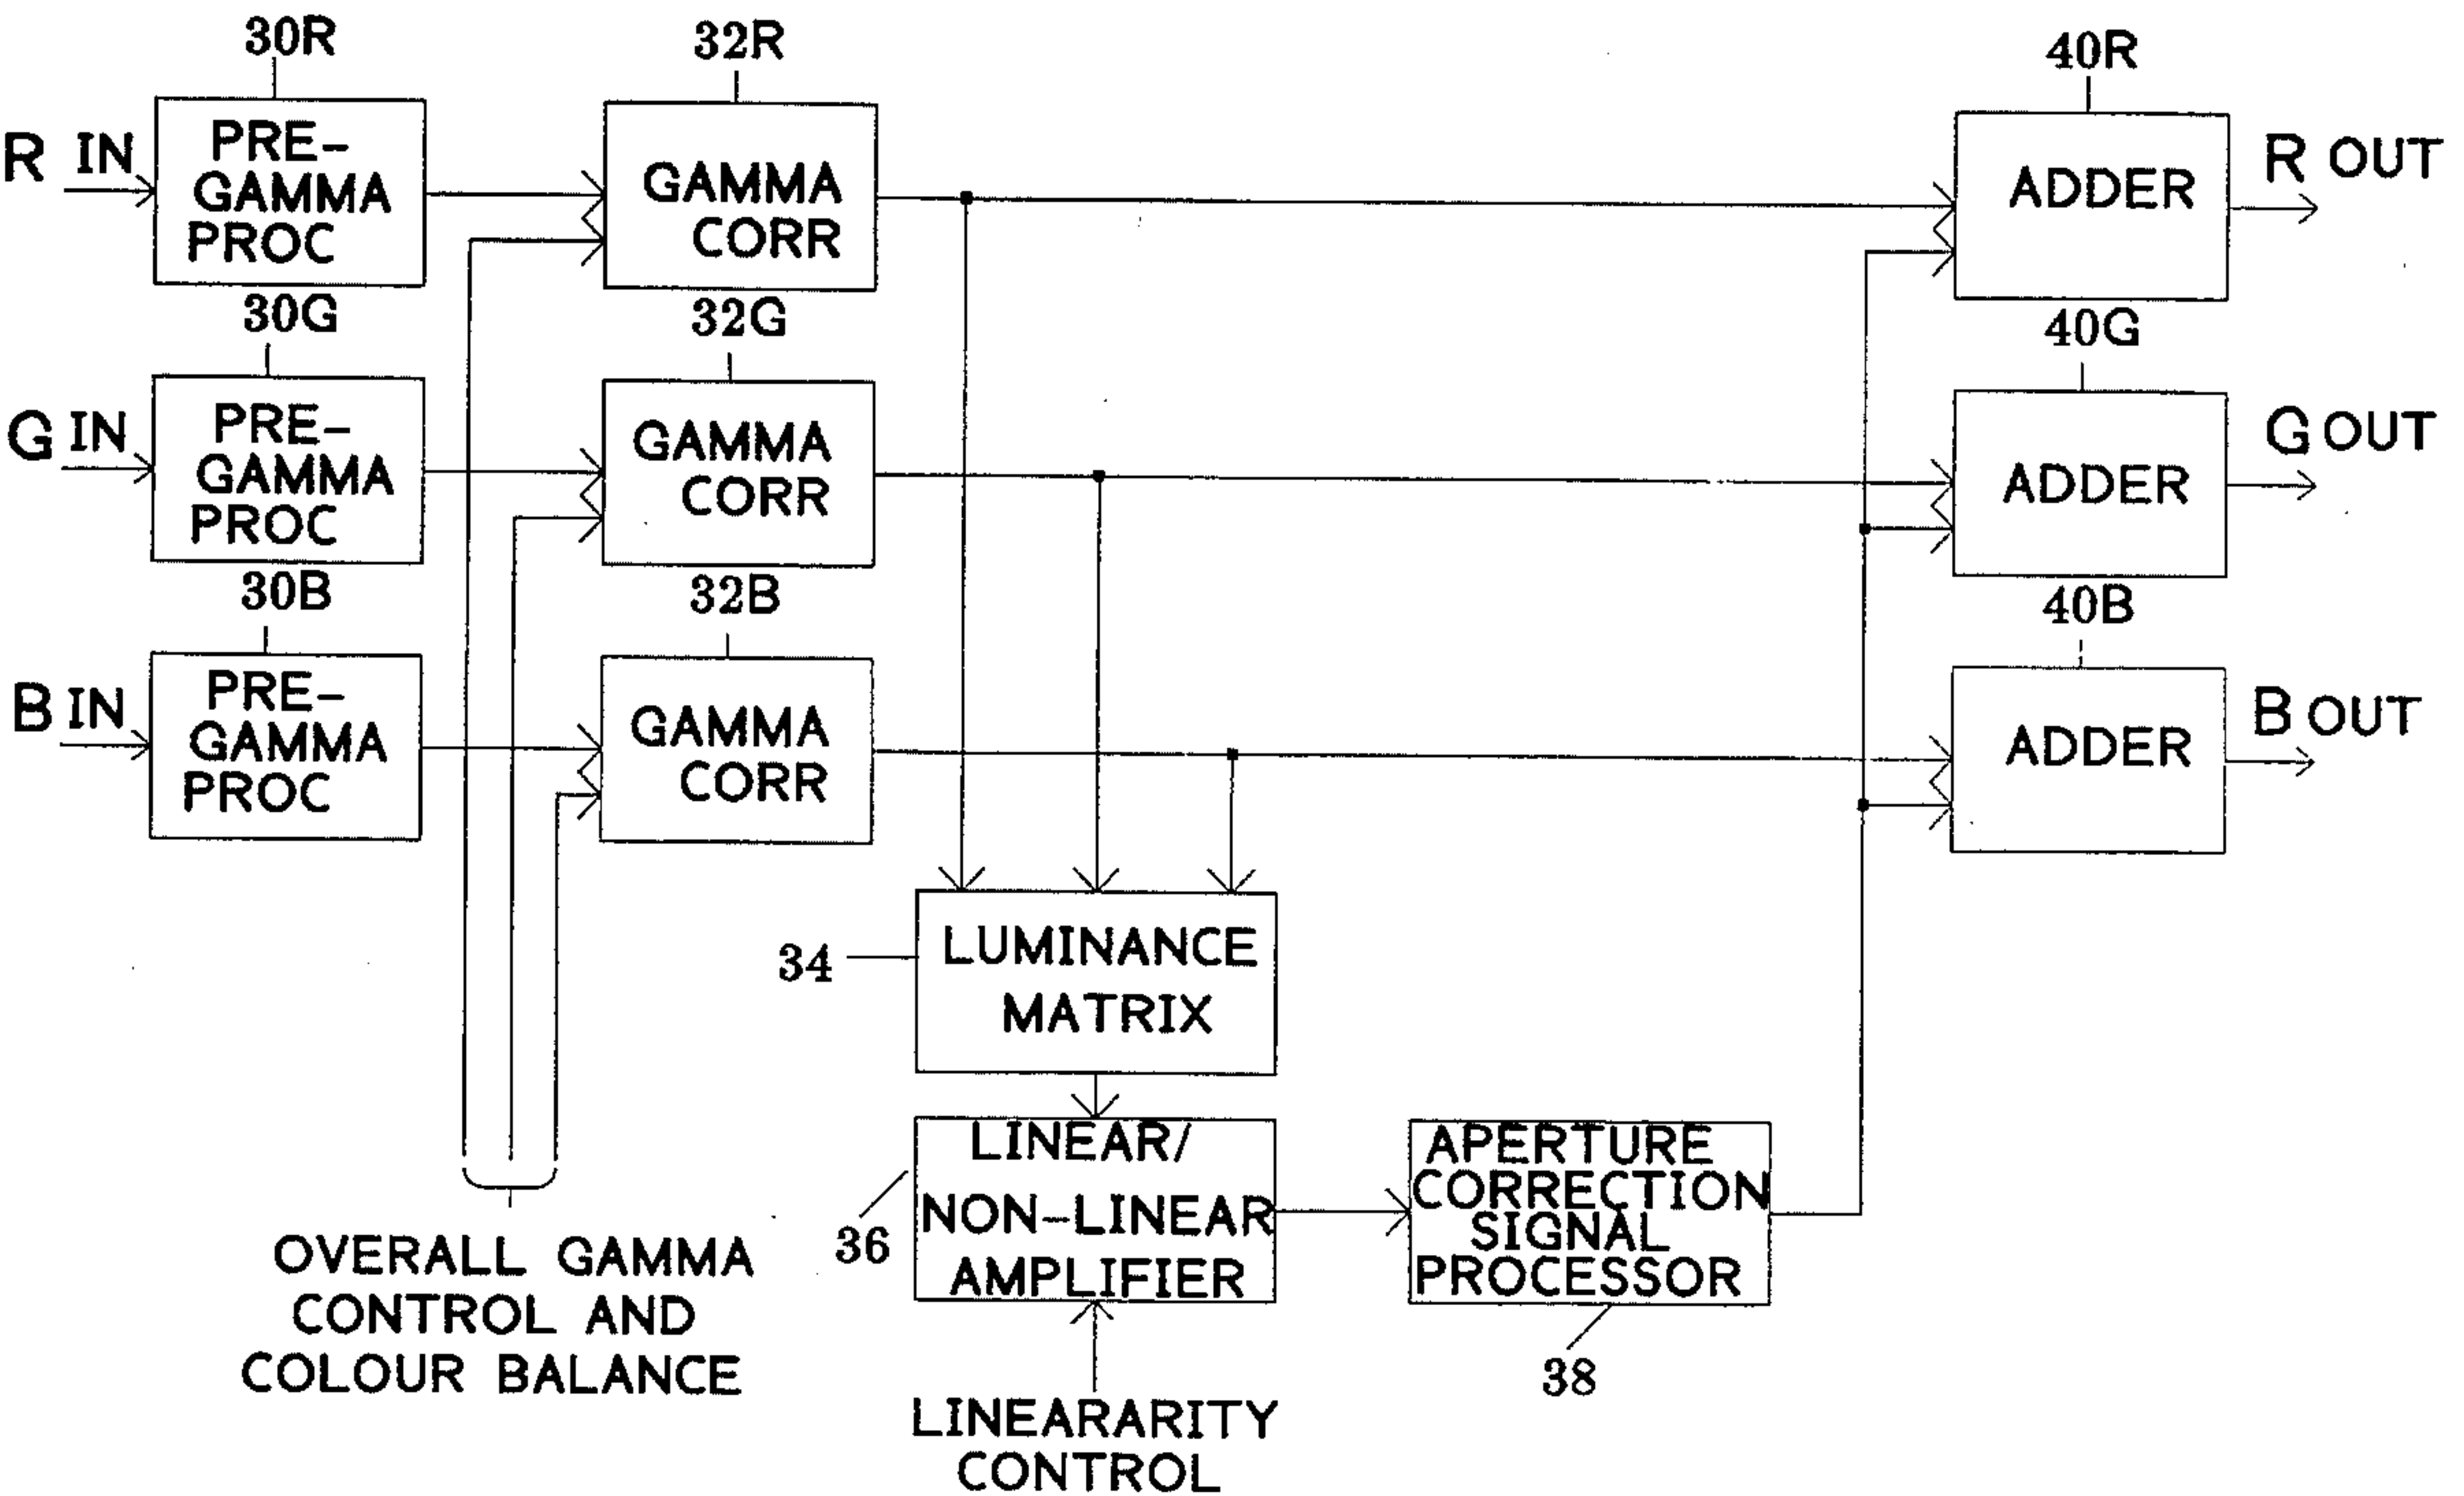 30R
32R
40R
R IN
PRE-
GAMMA
PROC
GAMMA
CORR
ADDER
R OUT
30G
32G
40G
G IN
PRE-
GAMMA
PROC
GAMMA
CORR
ADDER
G OUT
30B
32B
40B
B IN
PRE-
GAMMA
PROC
GAMMA
CORR
ADDER
B OUT
34
LUMINANCE
MATRIX
36
LINEAR/
NON-LINEAR
AMPLIFIER
APERTURE
CORRECTION
SIGNAL
PROCESSOR
38
OVERALL GAMMA
CONTROL AND
COLOUR BALANCE
LINEARARITY
CONTROL